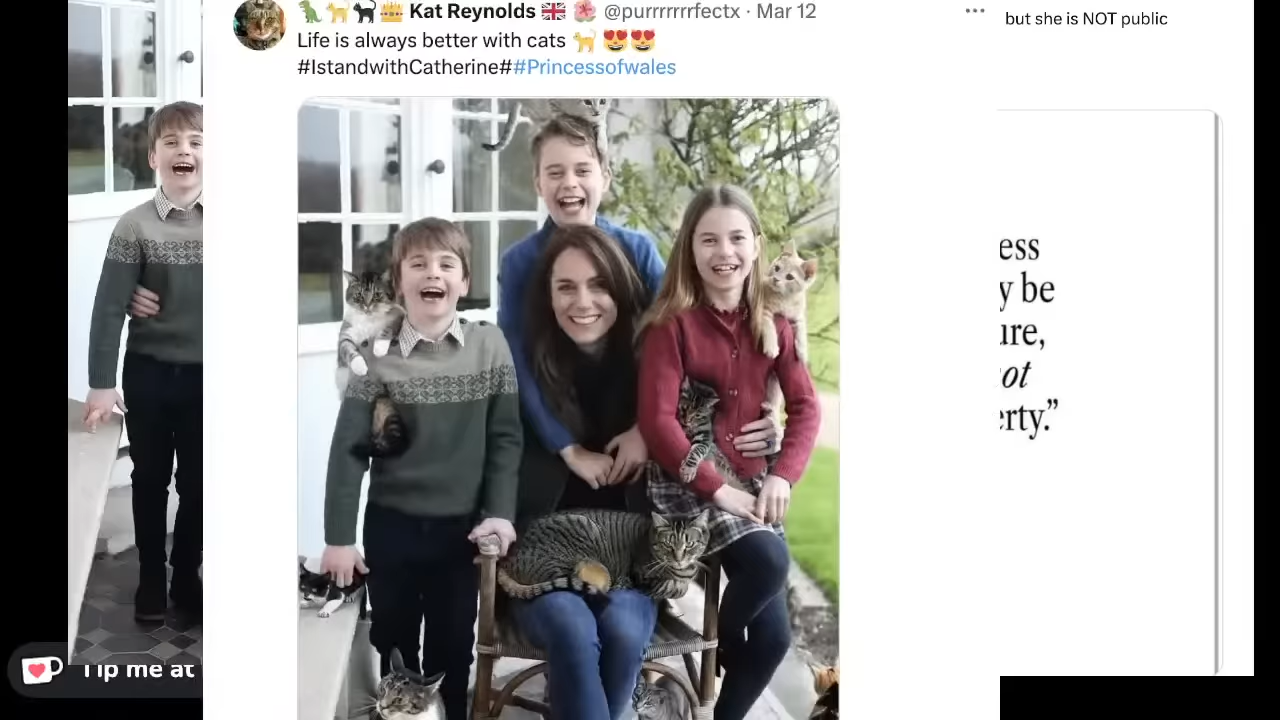 Kat Reynolds @purrrrrrrfectx · Mar 12
Life is always better with cats
#IstandwithCatherine##Princessofwales
but she is NOT public
ess
y be
ure,
ot
erty.”
Tip me at